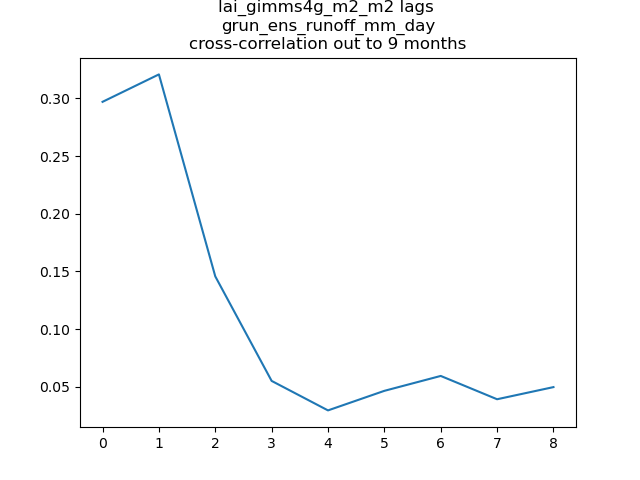 lai_gimms4g_m2_m2 lags
grun_ens_runoff_mm_day
cross-correlation out to 9 months
0.30
0.25
0.20
0.15
0.10
0.05
0 1 2 3 4 5 6 7 8